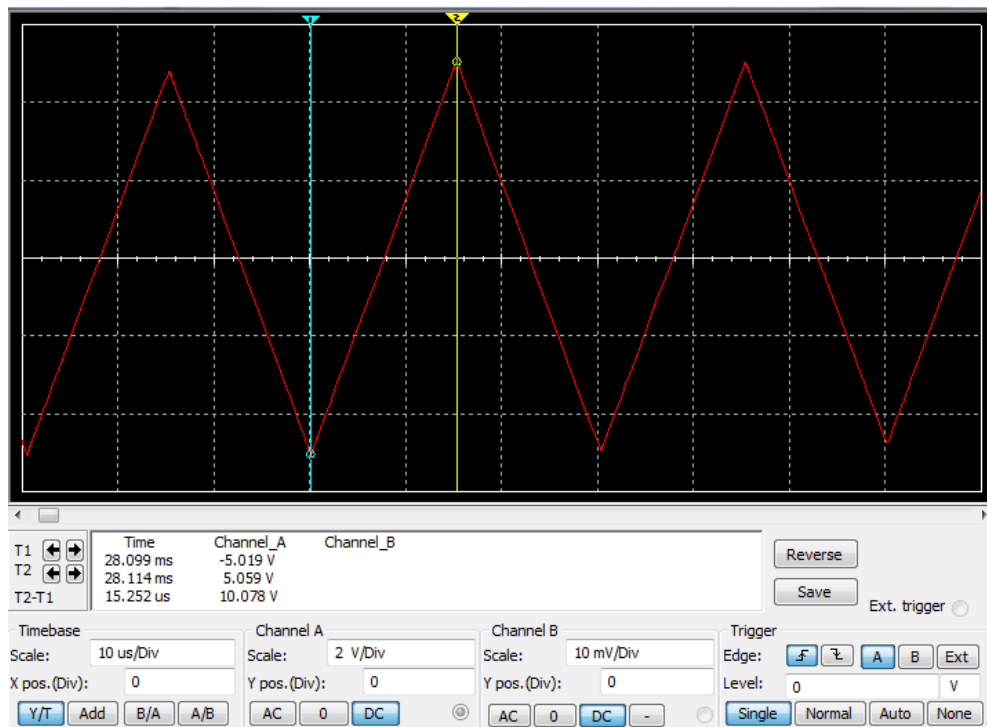 1 2
Time Channel_A Channel_B
T1 28.099 ms -5.019 V
T2 28.114 ms 5.059 V
T2-T1 15.252 us 10.078 V
Reverse
Save
Ext. trigger
Timebase
Scale: 10 us/Div
X pos.(Div): 0
Y/T Add B/A A/B
Channel A
Scale: 2 V/Div
Y pos.(Div): 0
AC 0 DC
Channel B
Scale: 10 mV/Div
Y pos.(Div): 0
AC 0 DC -
Trigger
Edge: A B Ext
Level: 0 V
Single Normal Auto None